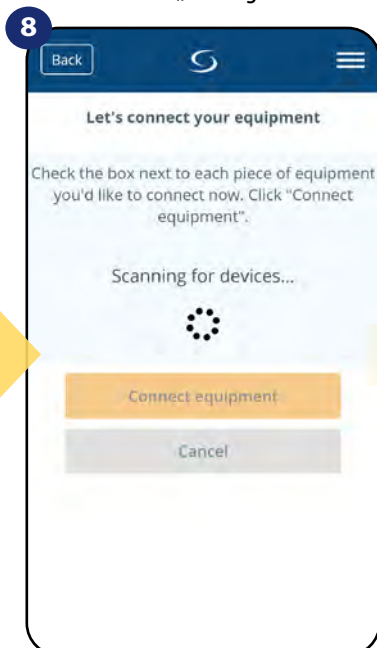 8
Back
Let's connect your equipment
Check the box next to each piece of equipment
you'd like to connect now. Click "Connect
equipment".
Scanning for devices...
Connect equipment
Cancel